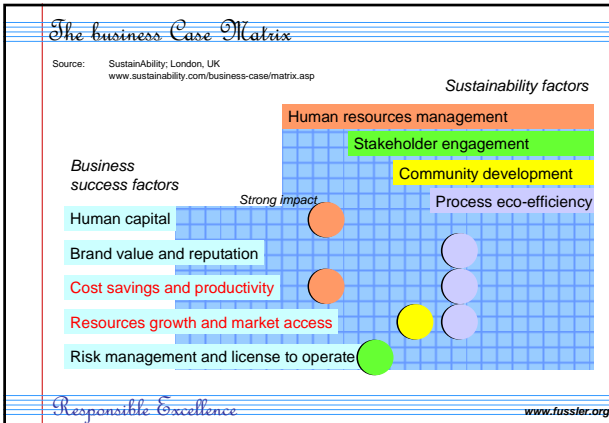 The business Case Matrix
Source: SustainAbility; London, UK
www.sustainability.com/business-case/matrix.asp
Sustainability factors
Human resources management
Stakeholder engagement
Community development
Process eco-efficiency
Business
success factors
Strong impact
Human capital
Brand value and reputation
Cost savings and productivity
Resources growth and market access
Risk management and license to operate
Responsible Excellence
www.fussler.org